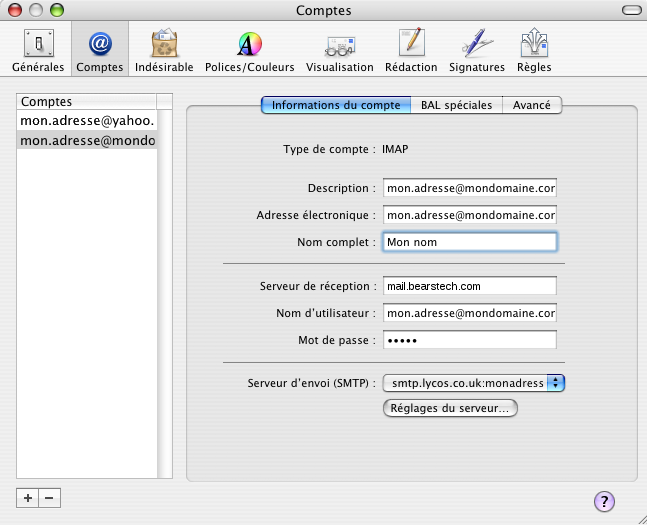 Comptes
Générales Comptes Indésirable Polices/Couleurs Visualisation Rédaction Signatures Règles
Comptes
mon.adresse@yahoo.
mon.adresse@mondo
Informations du compte BAL spéciales Avancé
Type de compte : IMAP
Description : mon.adresse@mondomaine.com
Adresse électronique : mon.adresse@mondomaine.com
Nom complet : Mon nom
Serveur de réception : mail.bearstech.com
Nom d'utilisateur : mon.adresse@mondomaine.com
Mot de passe : •••••
Serveur d'envoi (SMTP) : smtp.lycos.co.uk:monadress
Réglages du serveur...
+ − ?